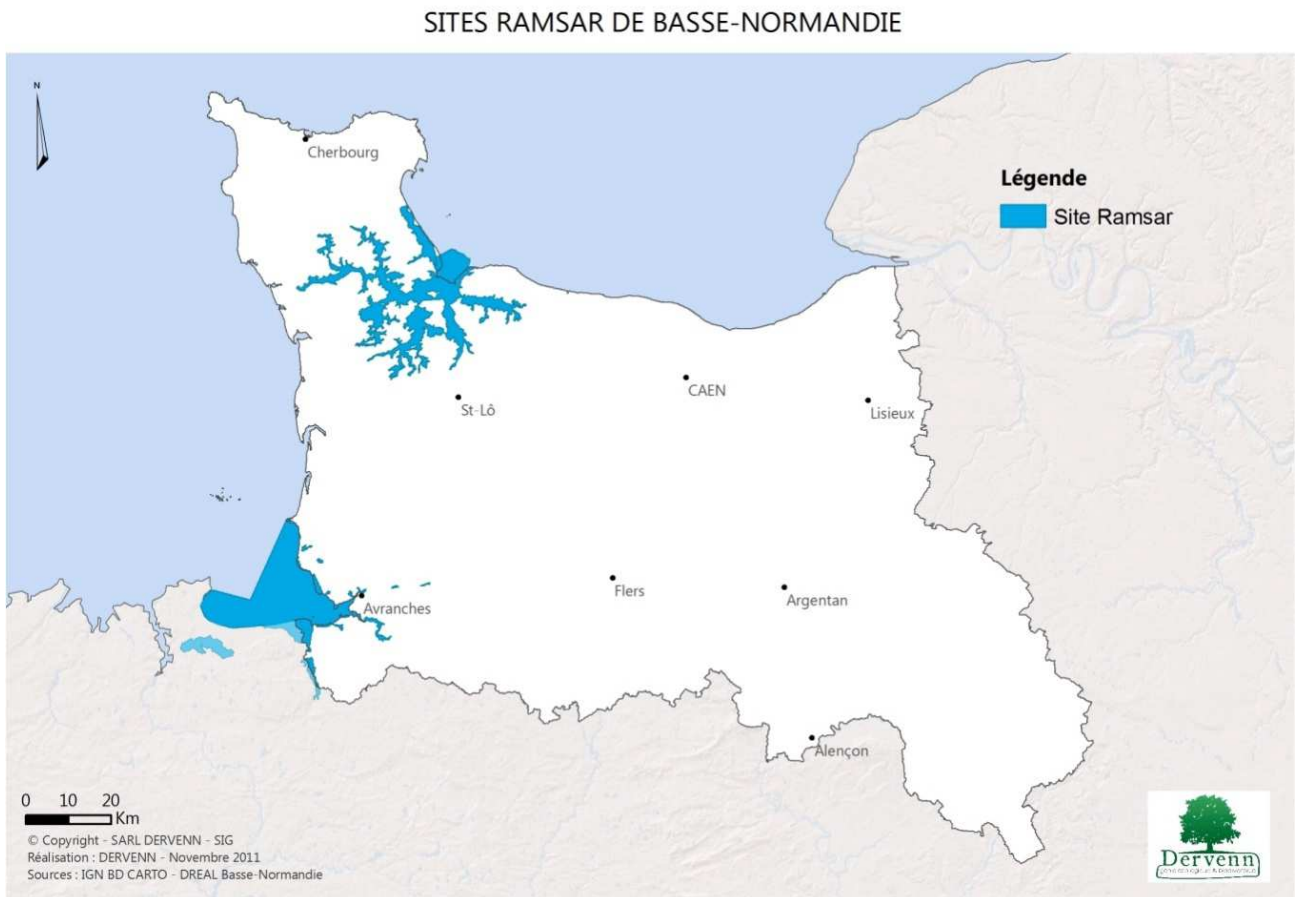 SITES RAMSAR DE BASSE-NORMANDIE
N
Cherbourg
Légende
Site Ramsar
CAEN
St-Lô
Lisieux
Flers
Argentan
Avranches
Alençon
0 10 20
Km
© Copyright - SARL DERVENN - SIG
Réalisation : DERVENN - Novembre 2011
Sources : IGN BD CARTO - DREAL Basse-Normandie
Dervenn